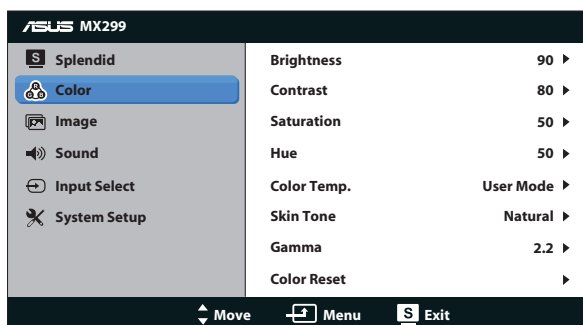 ASUS MX299
S Splendid
Color
Image
Sound
Input Select
System Setup
Brightness 90
Contrast 80
Saturation 50
Hue 50
Color Temp. User Mode
Skin Tone Natural
Gamma 2.2
Color Reset
Move Menu S Exit